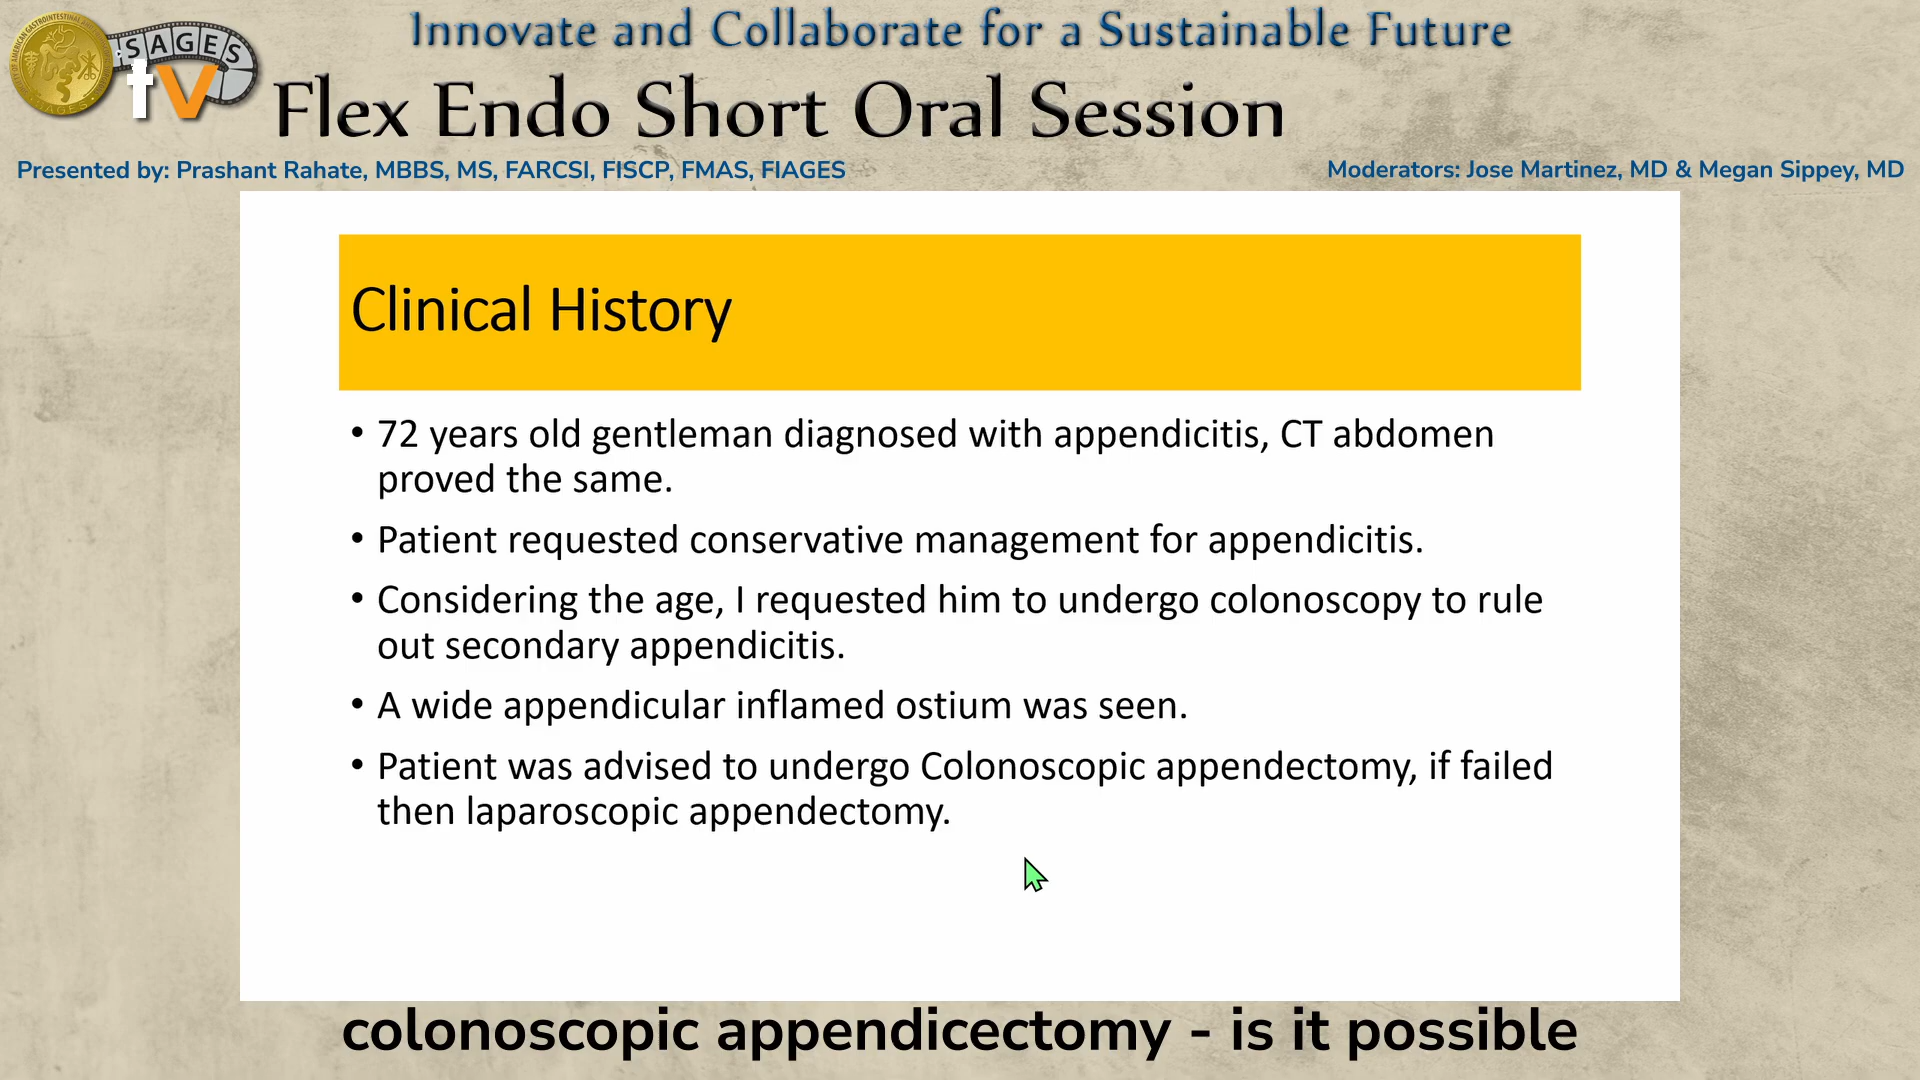 SAGES
tv
Innovate and Collaborate for a Sustainable Future
Flex Endo Short Oral Session
Presented by: Prashant Rahate, MBBS, MS, FARCSI, FISCP, FMAS, FIAGES
Moderators: Jose Martinez, MD & Megan Sippey, MD
Clinical History
• 72 years old gentleman diagnosed with appendicitis, CT abdomen
proved the same.
• Patient requested conservative management for appendicitis.
• Considering the age, I requested him to undergo colonoscopy to rule
out secondary appendicitis.
• A wide appendicular inflamed ostium was seen.
• Patient was advised to undergo Colonoscopic appendectomy, if failed
then laparoscopic appendectomy.
colonoscopic appendicectomy - is it possible